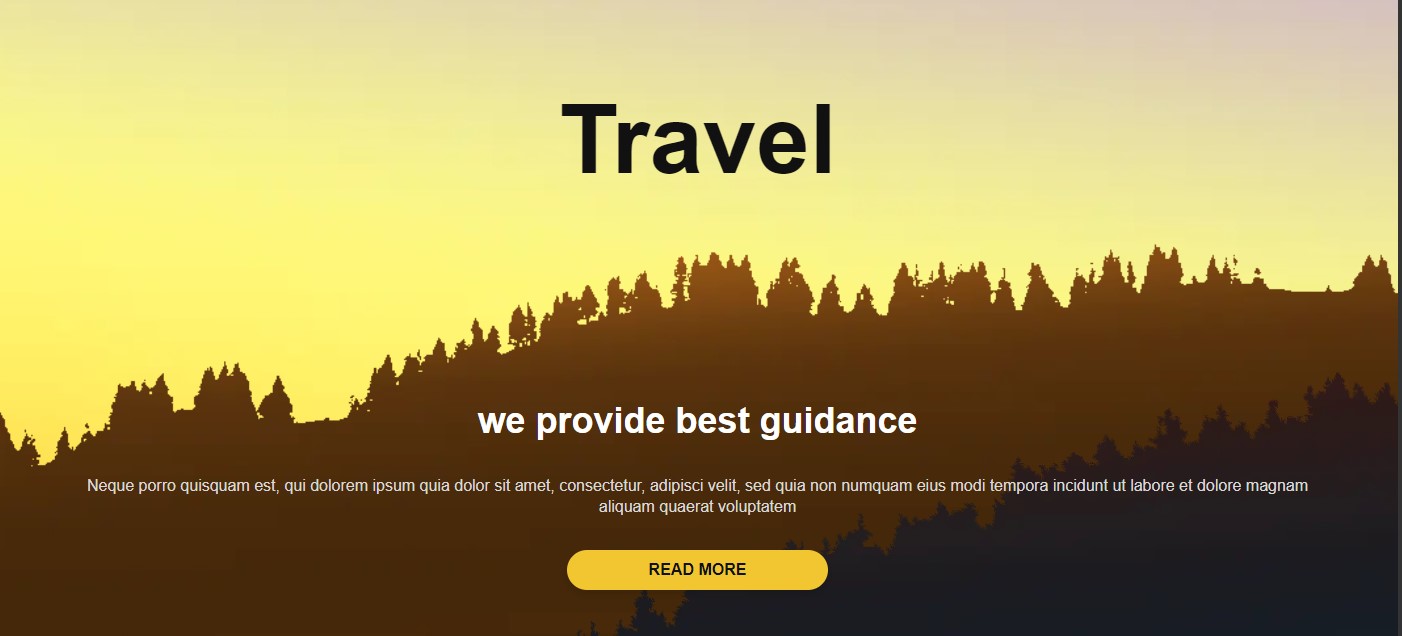 Travel
we provide best guidance
Neque porro quisquam est, qui dolorem ipsum quia dolor sit amet, consectetur, adipisci velit, sed quia non numquam eius modi tempora incidunt ut labore et dolore magnam
aliquam quaerat voluptatem
READ MORE